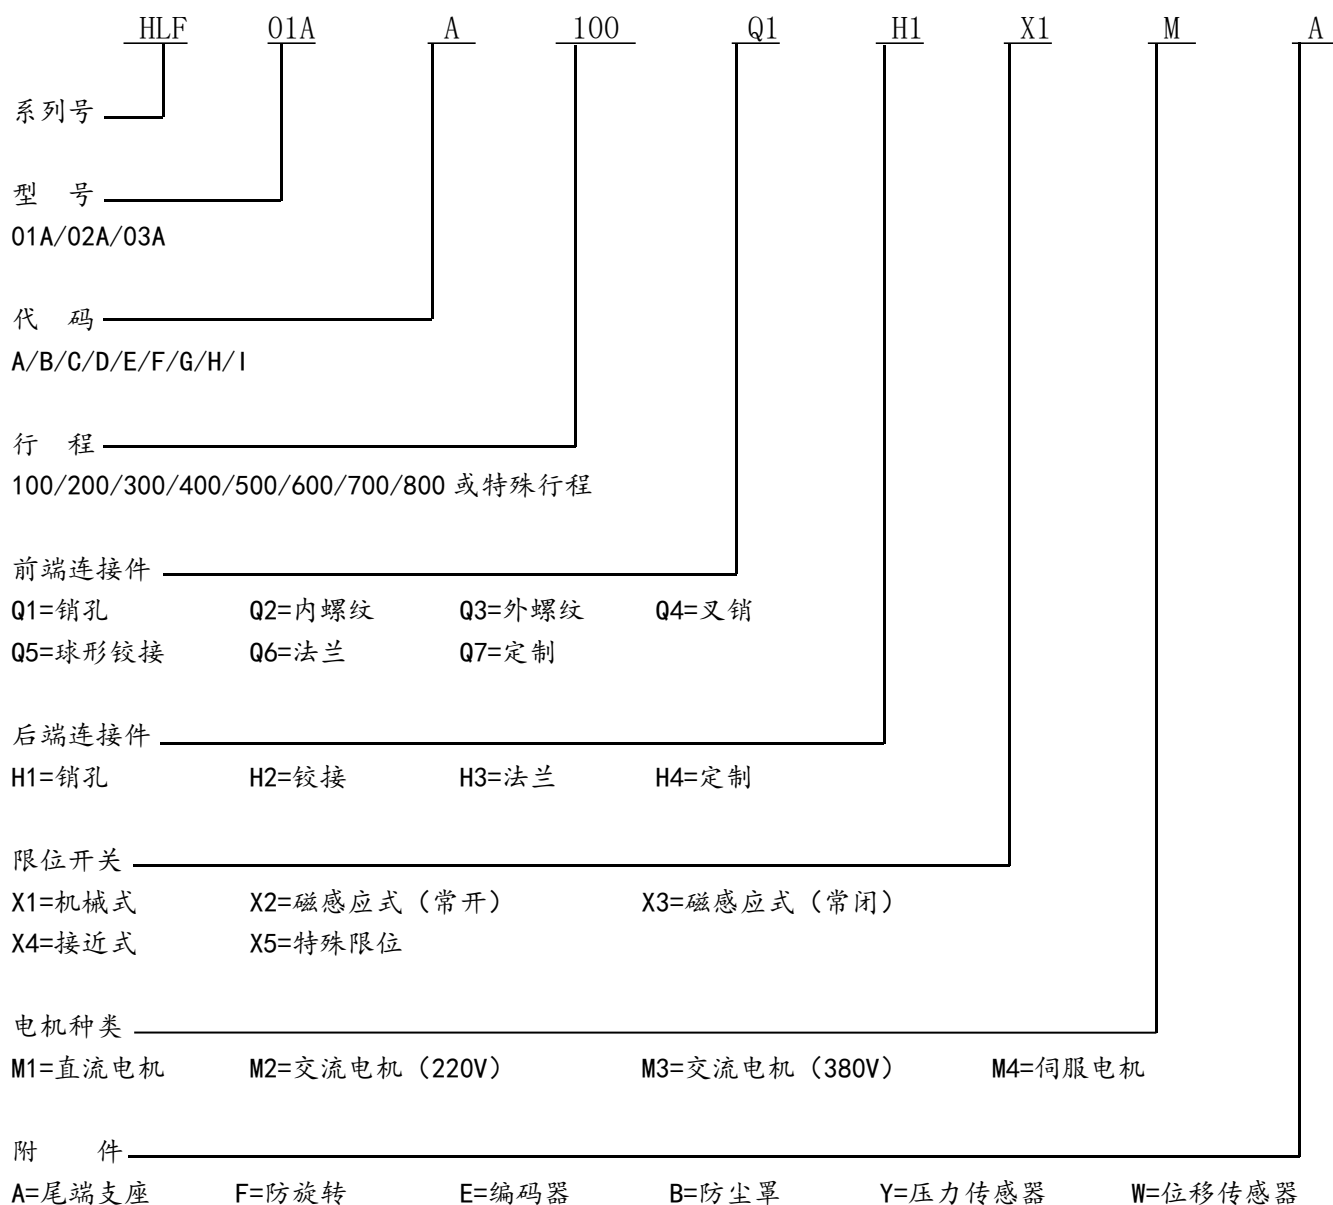 HLF 01A A 100 Q1 H1 X1 M A
系列号
型 号
01A/02A/03A
代 码
A/B/C/D/E/F/G/H/I
行 程
100/200/300/400/500/600/700/800 或特殊行程
前端连接件
Q1=销孔 Q2=内螺纹 Q3=外螺纹 Q4=叉销
Q5=球形铰接 Q6=法兰 Q7=定制
后端连接件
H1=销孔 H2=铰接 H3=法兰 H4=定制
限位开关
X1=机械式 X2=磁感应式（常开） X3=磁感应式（常闭）
X4=接近式 X5=特殊限位
电机种类
M1=直流电机 M2=交流电机（220V） M3=交流电机（380V） M4=伺服电机
附 件
A=尾端支座 F=防旋转 E=编码器 B=防尘罩 Y=压力传感器 W=位移传感器